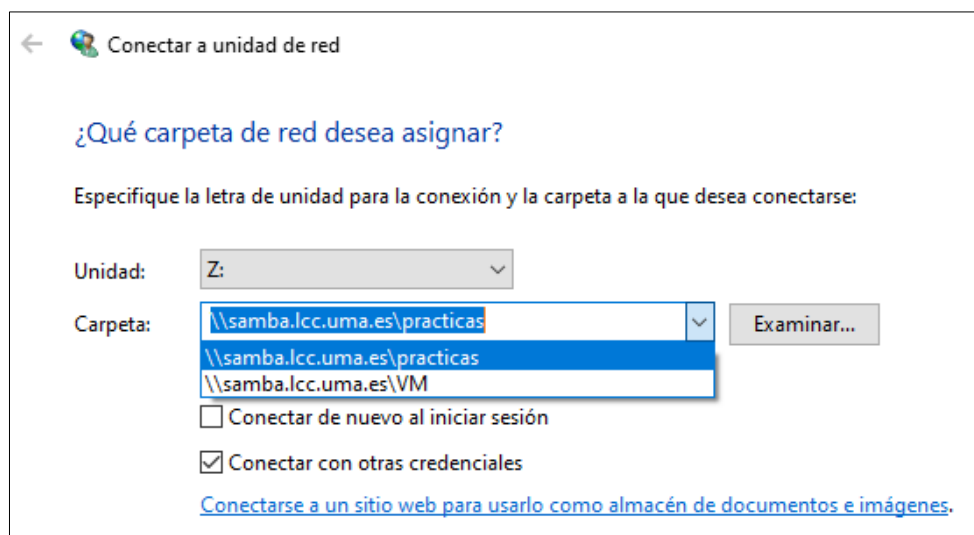 Conectar a unidad de red
¿Qué carpeta de red desea asignar?
Especifique la letra de unidad para la conexión y la carpeta a la que desea conectarse:
Unidad: Z:
Carpeta: \\samba.lcc.uma.es\practicas Examinar...
\\samba.lcc.uma.es\practicas
\\samba.lcc.uma.es\VM
Conectar de nuevo al iniciar sesión
Conectar con otras credenciales
Conectarse a un sitio web para usarlo como almacén de documentos e imágenes.